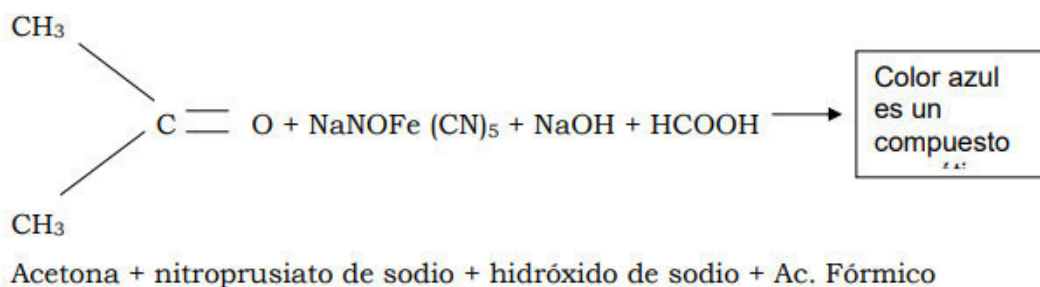 CH₃
C O + NaNOFe (CN)₅ + NaOH + HCOOH
Color azul
es un
compuesto
CH₃
Acetona + nitroprusiato de sodio + hidróxido de sodio + Ac. Fórmico